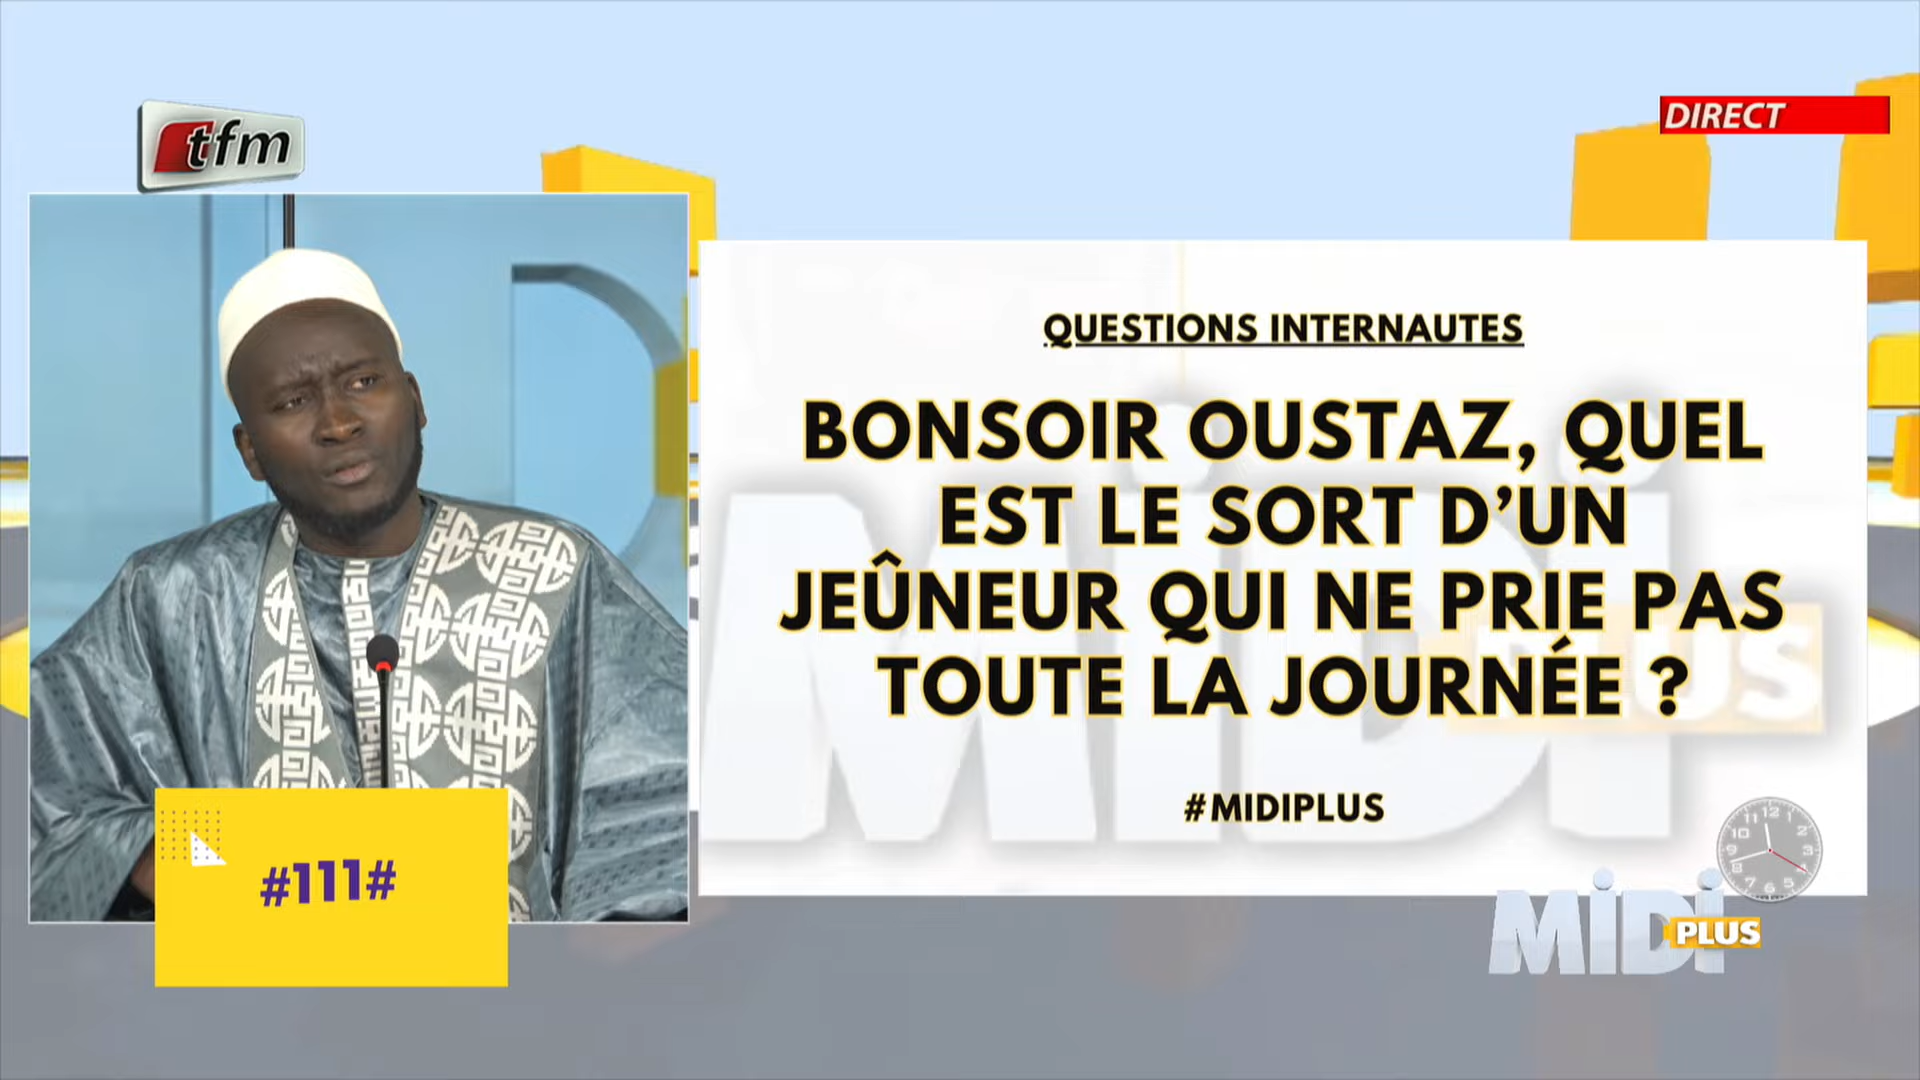 tfm
DIRECT
QUESTIONS INTERNAUTES
BONSOIR OUSTAZ, QUEL
EST LE SORT D’UN
JEÛNEUR QUI NE PRIE PAS
TOUTE LA JOURNÉE ?
#MIDIPLUS
#111#
MiDi
PLUS